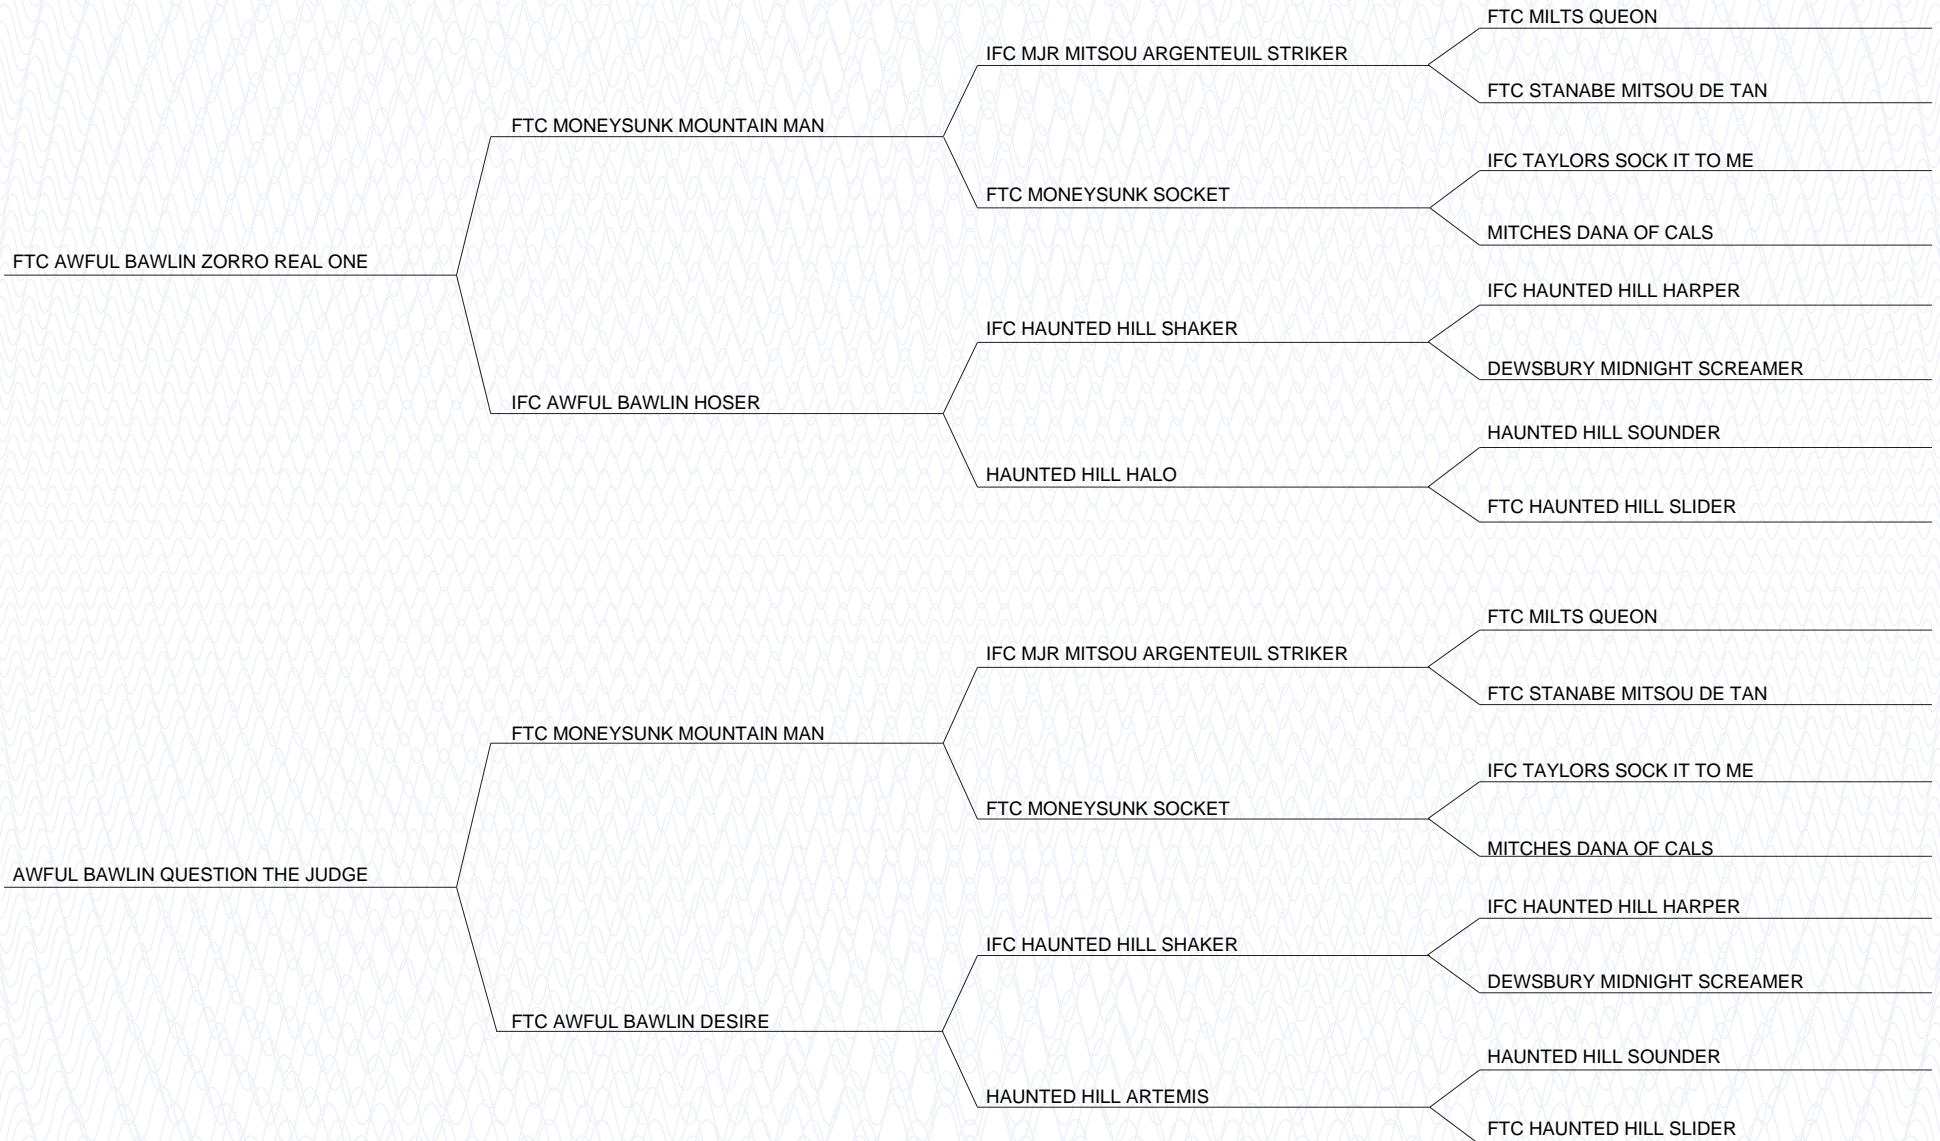 FTC MILTS QUEON
IFC MJR MITSOU ARGENTEUIL STRIKER
FTC STANABE MITSOU DE TAN
FTC MONEYSUNK MOUNTAIN MAN
IFC TAYLORS SOCK IT TO ME
FTC MONEYSUNK SOCKET
MITCHES DANA OF CALS
FTC AWFUL BAWLIN ZORRO REAL ONE
IFC HAUNTED HILL HARPER
IFC HAUNTED HILL SHAKER
DEWSBURY MIDNIGHT SCREAMER
IFC AWFUL BAWLIN HOSER
HAUNTED HILL SOUNDER
HAUNTED HILL HALO
FTC HAUNTED HILL SLIDER
FTC MILTS QUEON
IFC MJR MITSOU ARGENTEUIL STRIKER
FTC STANABE MITSOU DE TAN
FTC MONEYSUNK MOUNTAIN MAN
IFC TAYLORS SOCK IT TO ME
FTC MONEYSUNK SOCKET
MITCHES DANA OF CALS
AWFUL BAWLIN QUESTION THE JUDGE
IFC HAUNTED HILL HARPER
IFC HAUNTED HILL SHAKER
DEWSBURY MIDNIGHT SCREAMER
FTC AWFUL BAWLIN DESIRE
HAUNTED HILL SOUNDER
HAUNTED HILL ARTEMIS
FTC HAUNTED HILL SLIDER